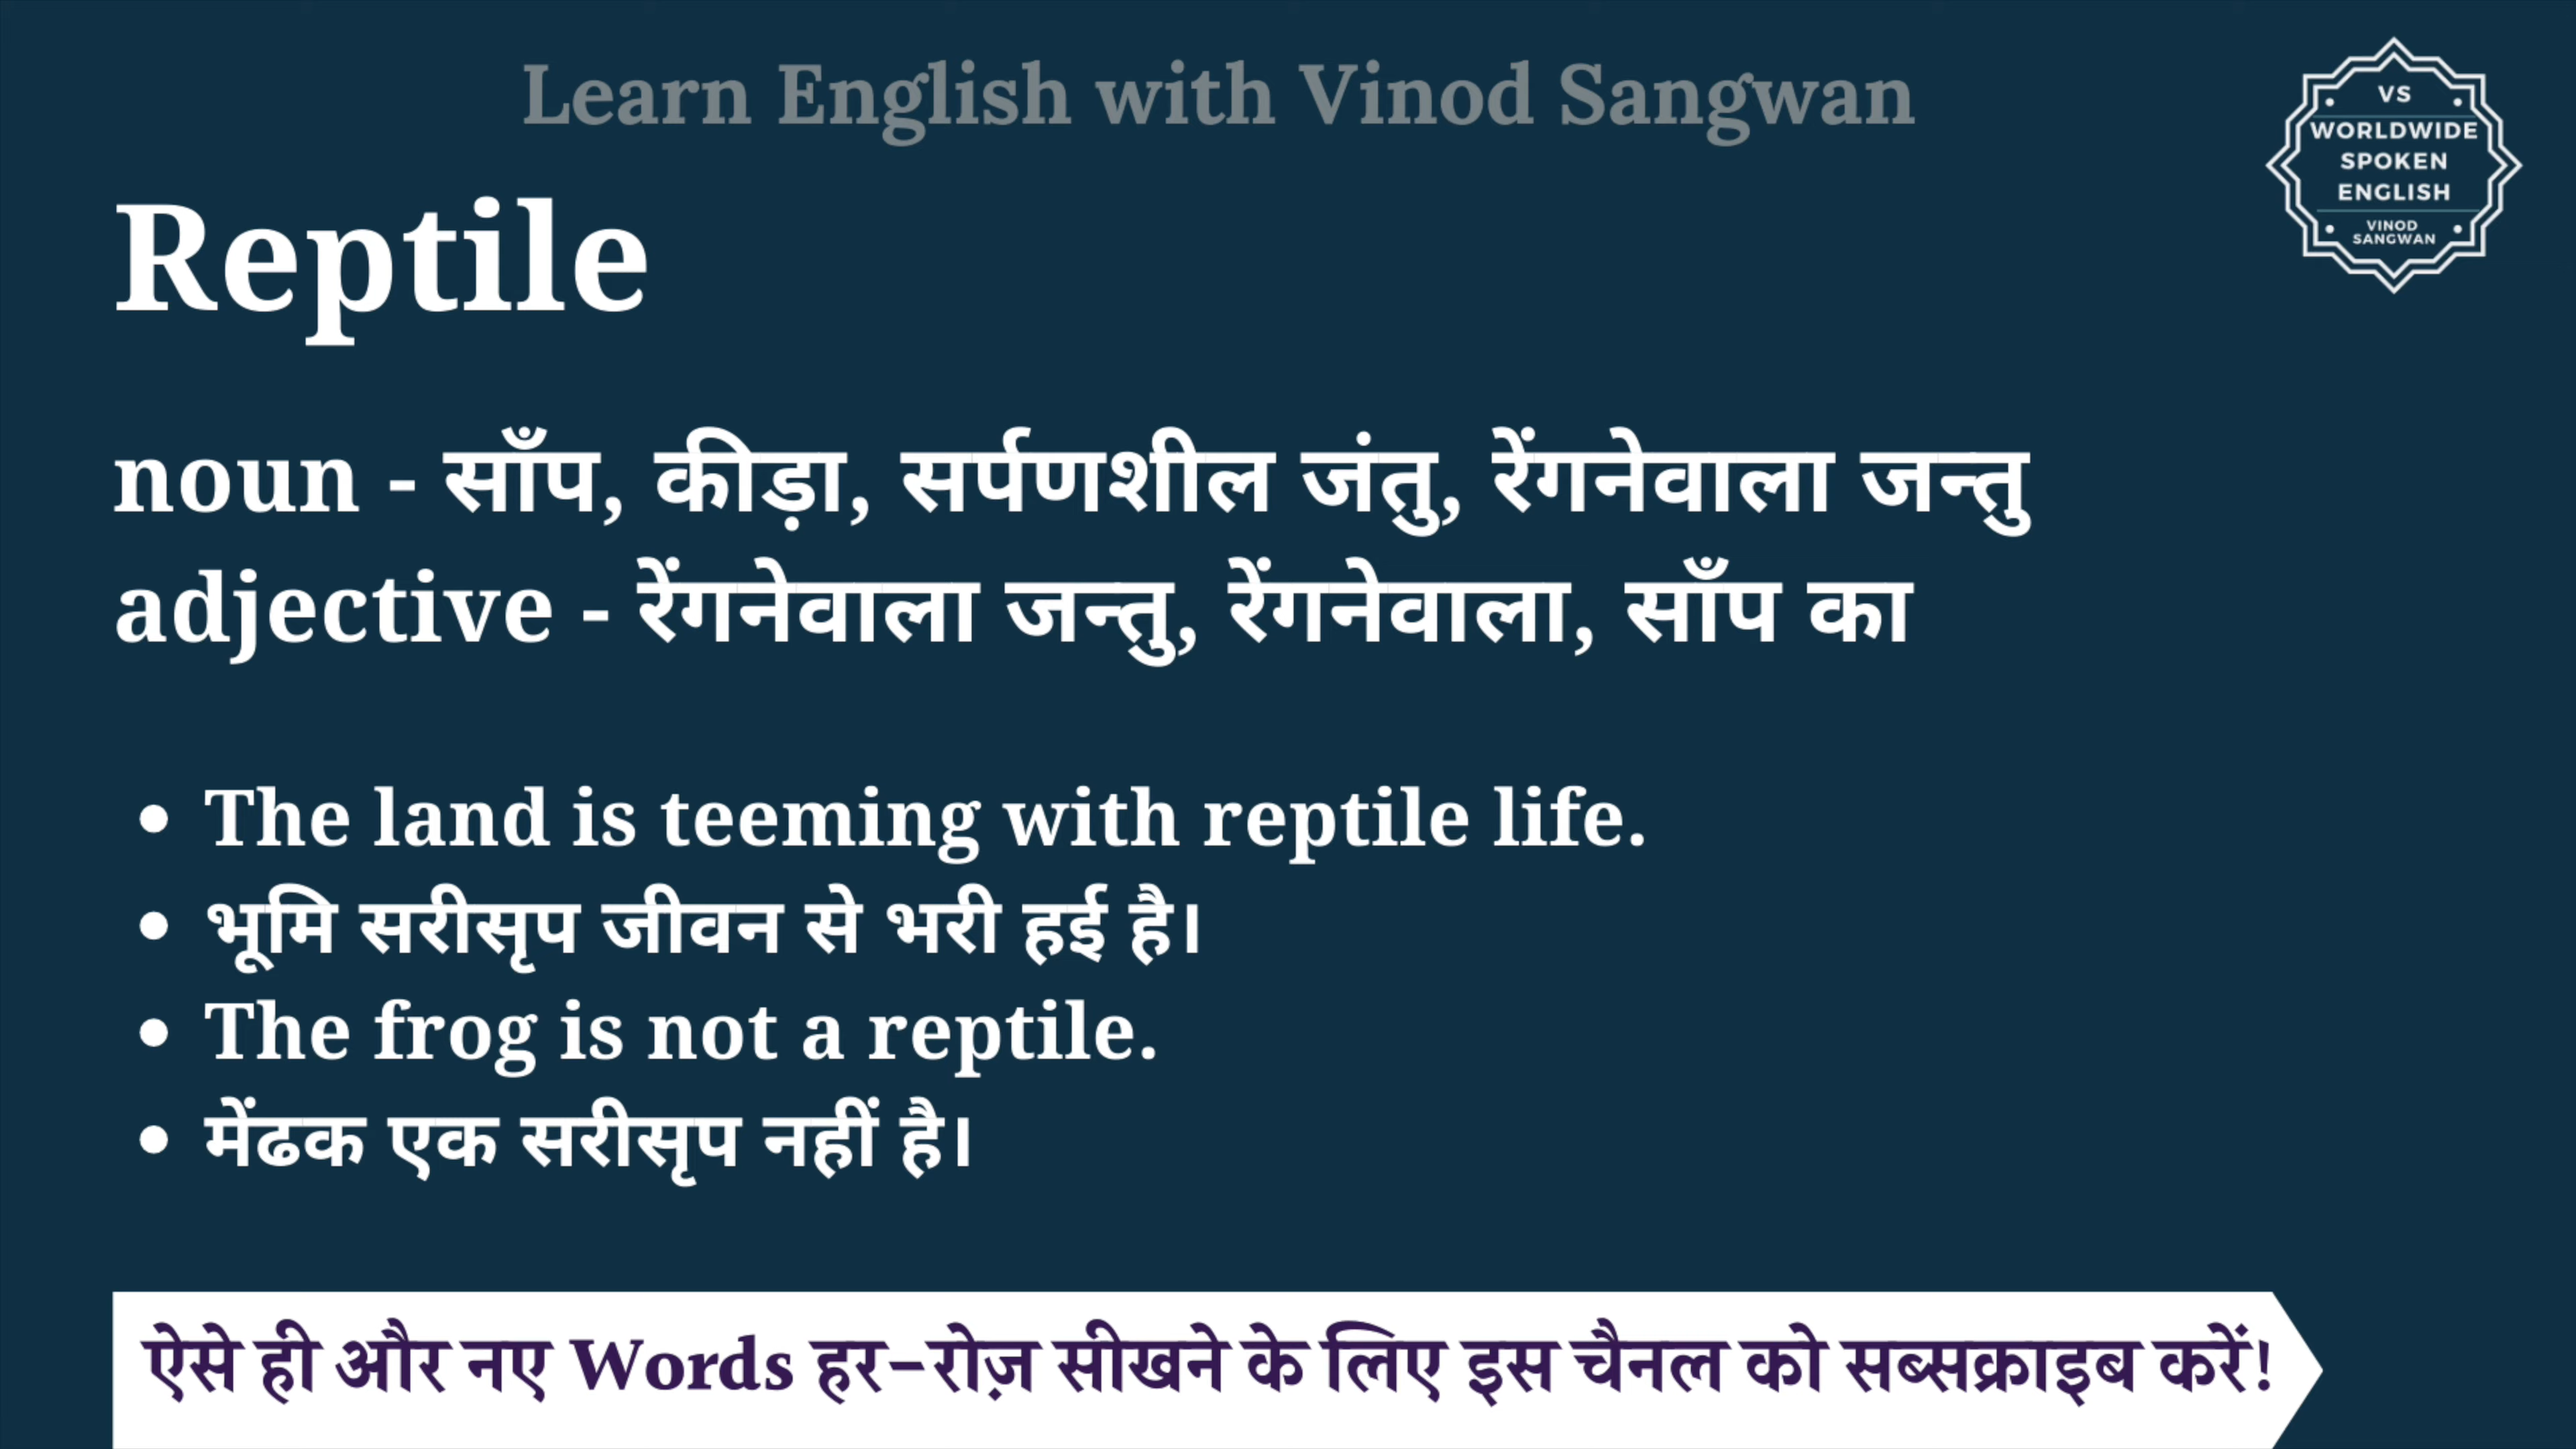 Learn English with Vinod Sangwan
VS
WORLDWIDE
SPOKEN
ENGLISH
VINOD
SANGWAN
Reptile
noun - साँप, कीड़ा, सर्पणशील जंतु, रेंगनेवाला जन्तु
adjective - रेंगनेवाला जन्तु, रेंगनेवाला, साँप का
• The land is teeming with reptile life.
• भूमि सरीसृप जीवन से भरी हई है।
• The frog is not a reptile.
• मेंढक एक सरीसृप नहीं है।
ऐसे ही और नए Words हर-रोज़ सीखने के लिए इस चैनल को सब्सक्राइब करें!